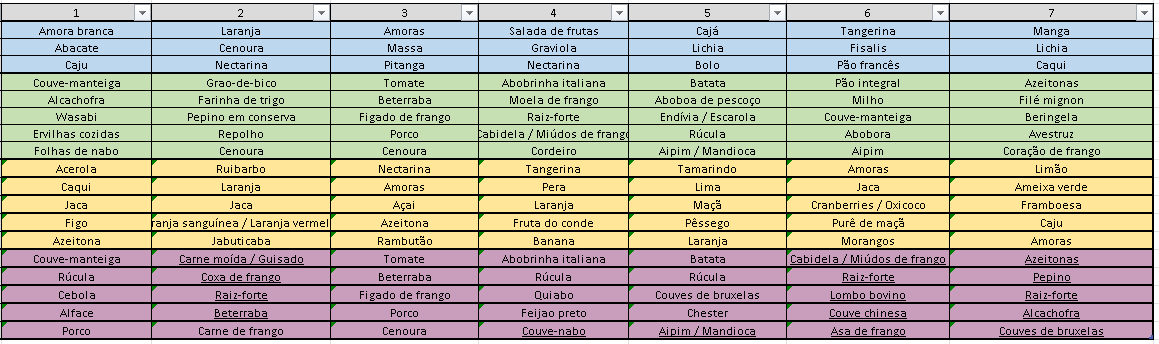 1 2 3 4 5 6 7
Amora branca Laranja Amoras Salada de frutas Cajá Tangerina Manga
Abacate Cenoura Massa Graviola Lichia Fisalis Lichia
Caju Nectarina Pitanga Nectarina Bolo Pão francês Caqui
Couve-manteiga Grao-de-bico Tomate Abobrinha italiana Batata Pão integral Azeitonas
Alcachofra Farinha de trigo Beterraba Moela de frango Aboboa de pescoço Milho Filé mignon
Wasabi Pepino em conserva Figado de frango Raiz-forte Endívia / Escarola Couve-manteiga Beringela
Ervilhas cozidas Repolho Porco Cabidela / Miúdos de frango Rúcula Abobora Avestruz
Folhas de nabo Cenoura Cenoura Cordeiro Aipim / Mandioca Aipim Coração de frango
Acerola Ruibarbo Nectarina Tangerina Tamarindo Amoras Limão
Caqui Laranja Amoras Pera Lima Jaca Ameixa verde
Jaca Jaca Açai Laranja Maçã Cranberries / Oxicoco Framboesa
Figo ranja sanguínea / Laranja vermel Azeitona Fruta do conde Pêssego Purê de maçã Caju
Azeitona Jabuticaba Rambutão Banana Laranja Morangos Amoras
Couve-manteiga Carne moída / Guisado Tomate Abobrinha italiana Batata Cabidela / Miúdos de frango Azeitonas
Rúcula Coxa de frango Beterraba Rúcula Rúcula Raiz-forte Pepino
Cebola Raiz-forte Figado de frango Quiabo Couves de bruxelas Lombo bovino Raiz-forte
Alface Beterraba Porco Feijao preto Chester Couve chinesa Alcachofra
Porco Carne de frango Cenoura Couve-nabo Aipim / Mandioca Asa de frango Couves de bruxelas